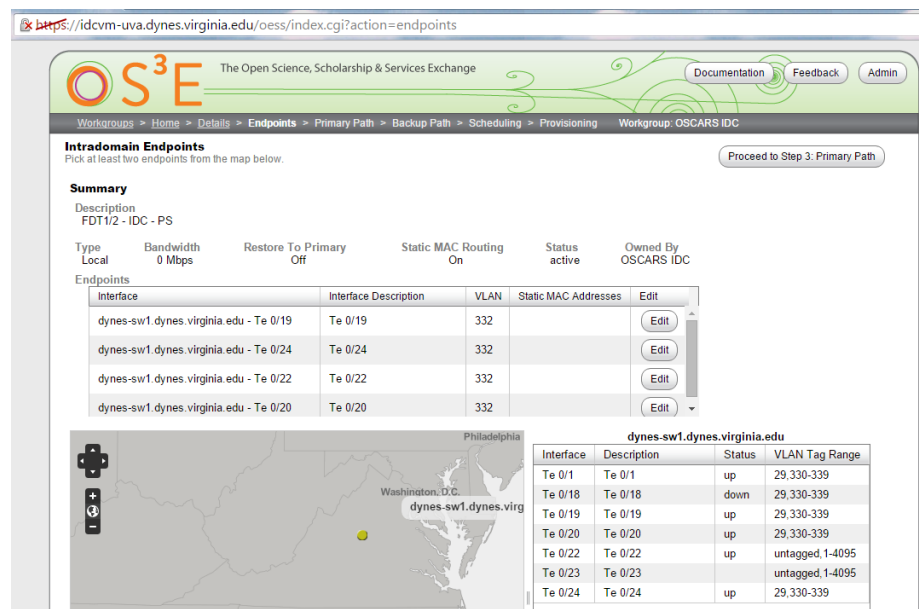 https://idcvm-uva.dynes.virginia.edu/oess/index.cgi?action=endpoints
OS3E The Open Science, Scholarship & Services Exchange
Documentation Feedback Admin
Workgroups > Home > Details > Endpoints > Primary Path > Backup Path > Scheduling > Provisioning Workgroup: OSCARS IDC
Intradomain Endpoints
Pick at least two endpoints from the map below.
Proceed to Step 3: Primary Path
Summary
Description
FDT1/2 - IDC - PS
Type Bandwidth Restore To Primary Static MAC Routing Status Owned By
Local 0 Mbps Off On active OSCARS IDC
Endpoints
Interface Interface Description VLAN Static MAC Addresses Edit
dynes-sw1.dynes.virginia.edu - Te 0/19 Te 0/19 332 Edit
dynes-sw1.dynes.virginia.edu - Te 0/24 Te 0/24 332 Edit
dynes-sw1.dynes.virginia.edu - Te 0/22 Te 0/22 332 Edit
dynes-sw1.dynes.virginia.edu - Te 0/20 Te 0/20 332 Edit
Philadelphia
Washington, D.C.
dynes-sw1.dynes.virg
dynes-sw1.dynes.virginia.edu
Interface Description Status VLAN Tag Range
Te 0/1 Te 0/1 up 29,330-339
Te 0/18 Te 0/18 down 29,330-339
Te 0/19 Te 0/19 up 29,330-339
Te 0/20 Te 0/20 up 29,330-339
Te 0/22 Te 0/22 up untagged,1-4095
Te 0/23 Te 0/23 untagged,1-4095
Te 0/24 Te 0/24 up 29,330-339